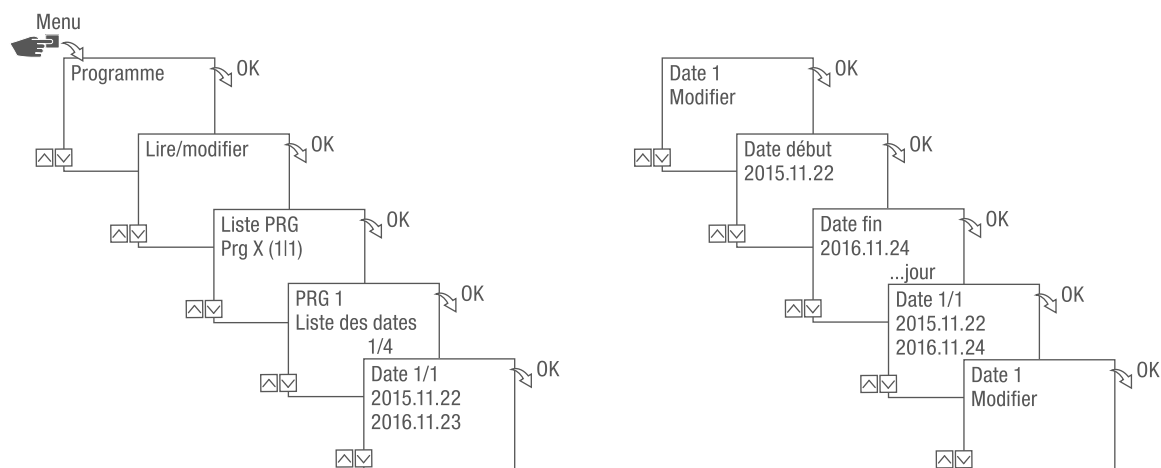 Menu
Programme
OK
Lire/modifier
OK
Liste PRG
Prg X (1|1)
OK
PRG 1
Liste des dates
1/4
OK
Date 1/1
2015.11.22
2016.11.23
OK
Date 1
Modifier
OK
Date début
2015.11.22
OK
Date fin
2016.11.24
...jour
OK
Date 1/1
2015.11.22
2016.11.24
OK
Date 1
Modifier
OK